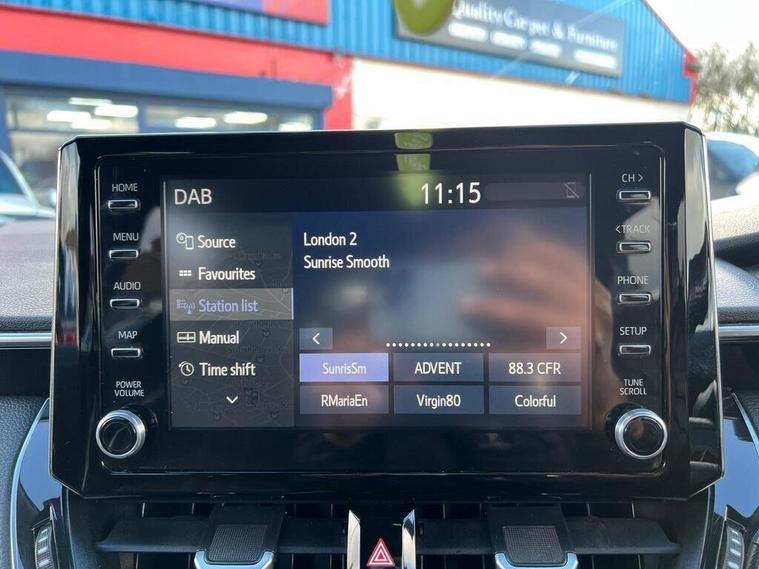 Quality Carpet & Furniture
HOME
MENU
AUDIO
MAP
POWER
VOLUME
DAB
11:15
Source
Favourites
Station list
Manual
Time shift
London 2
Sunrise Smooth
<
>
SunrisSm
ADVENT
88.3 CFR
RMariaEn
Virgin80
Colorful
CH >
< TRACK
PHONE
SETUP
TUNE
SCROLL